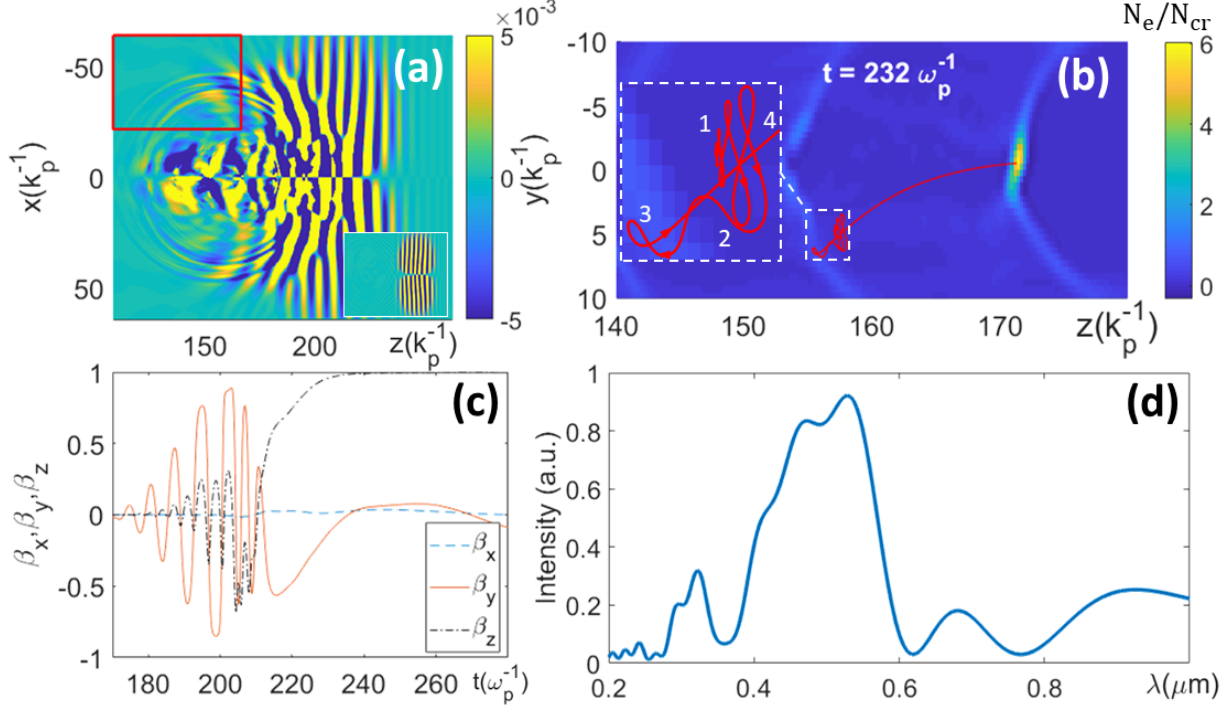 (a)
×10⁻³
5
0
-5
x(k_p⁻¹)
y(k_p⁻¹)
-50
0
50
150
200
z(k_p⁻¹)
(b)
N_e/N_cr
t = 232 ω_p⁻¹
1
2
3
4
-10
-5
0
5
10
140
150
160
170
z(k_p⁻¹)
6
4
2
0
(c)
β_x,β_y,β_z
1
0.5
0
-0.5
-1
180
200
220
240
260
t(ω_p⁻¹)
β_x
β_y
β_z
(d)
Intensity (a.u.)
1
0.8
0.6
0.4
0.2
0
0.2
0.4
0.6
0.8
λ(μm)